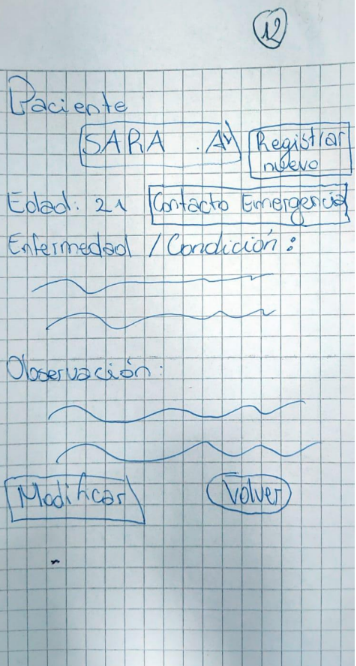 12
Paciente
SARA . A
Registrar
nuevo
Edad: 21 Contacto Emergencia
Enfermedad / Condición:
Observación:
Modificar Volver